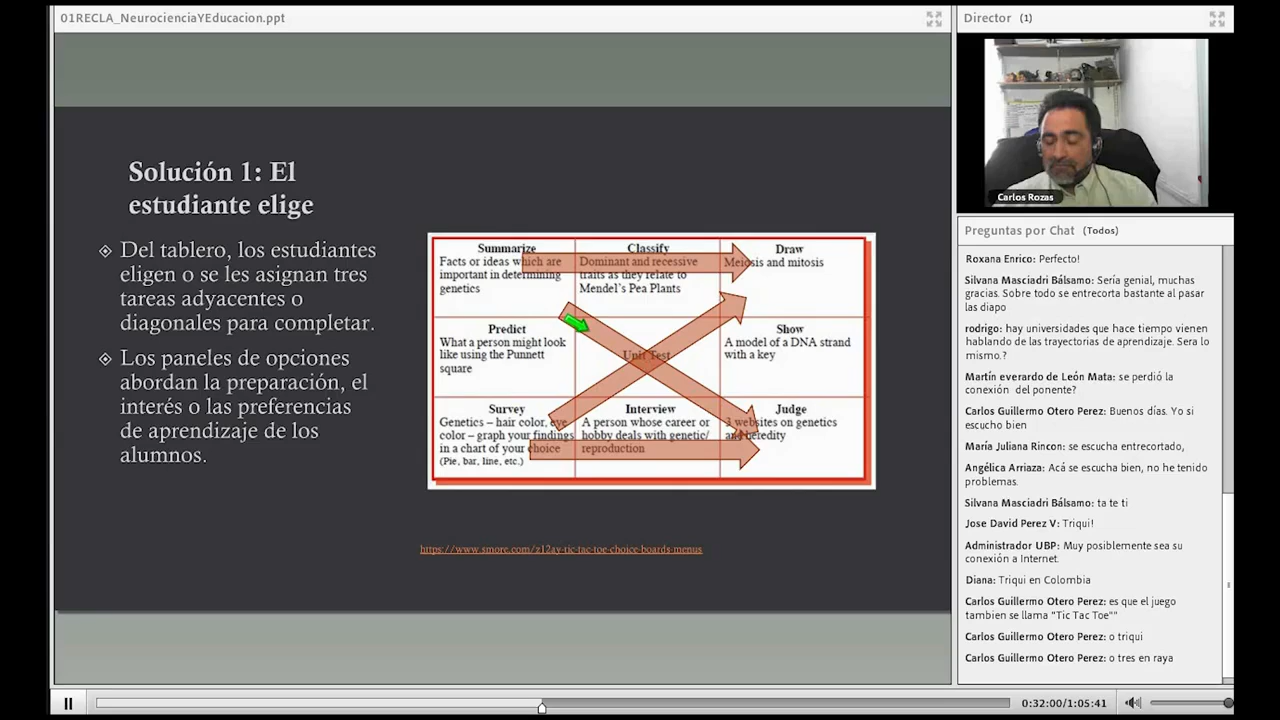 01RECLA_NeurocienciaYEducacion.ppt
Solución 1: El
estudiante elige
Del tablero, los estudiantes
eligen o se les asignan tres
tareas adyacentes o
diagonales para completar.
Los paneles de opciones
abordan la preparación, el
interés o las preferencias
de aprendizaje de los
alumnos.
Summarize
Facts or ideas which are
important in determining
genetics
Classify
Dominant and recessive
traits as they relate to
Mendel's Pea Plants
Draw
Meiosis and mitosis
Predict
What a person might look
like using the Punnett
square
Unit Test
Show
A model of a DNA strand
with a key
Survey
Genetics – hair color, eye
color – graph your findings
in a chart of your choice
(Pie, bar, line, etc.)
Interview
A person whose career or
hobby deals with genetic/
reproduction
Judge
3 websites on genetics
and heredity
https://www.smore.com/z12ay-tic-tac-toe-choice-boards-menus
Director (1)
Carlos Rozas
Preguntas por Chat (Todos)
Roxana Enrico: Perfecto!
Silvana Masciadri Bálsamo: Sería genial, muchas
gracias. Sobre todo se entrecorta bastante al pasar
las diapo
rodrigo: hay universidades que hace tiempo vienen
hablando de las trayectorias de aprendizaje. Sera lo
mismo.?
Martín everardo de León Mata: se perdió la
conexión del ponente?
Carlos Guillermo Otero Perez: Buenos días. Yo si
escucho bien
María Juliana Rincon: se escucha entrecortado,
Angélica Arriaza: Acá se escucha bien, no he tenido
problemas.
Silvana Masciadri Bálsamo: ta te ti
Jose David Perez V: Triqui!
Administrador UBP: Muy posiblemente sea su
conexión a Internet.
Diana: Triqui en Colombia
Carlos Guillermo Otero Perez: es que el juego
tambien se llama "Tic Tac Toe""
Carlos Guillermo Otero Perez: o triqui
Carlos Guillermo Otero Perez: o tres en raya
0:32:00/1:05:41